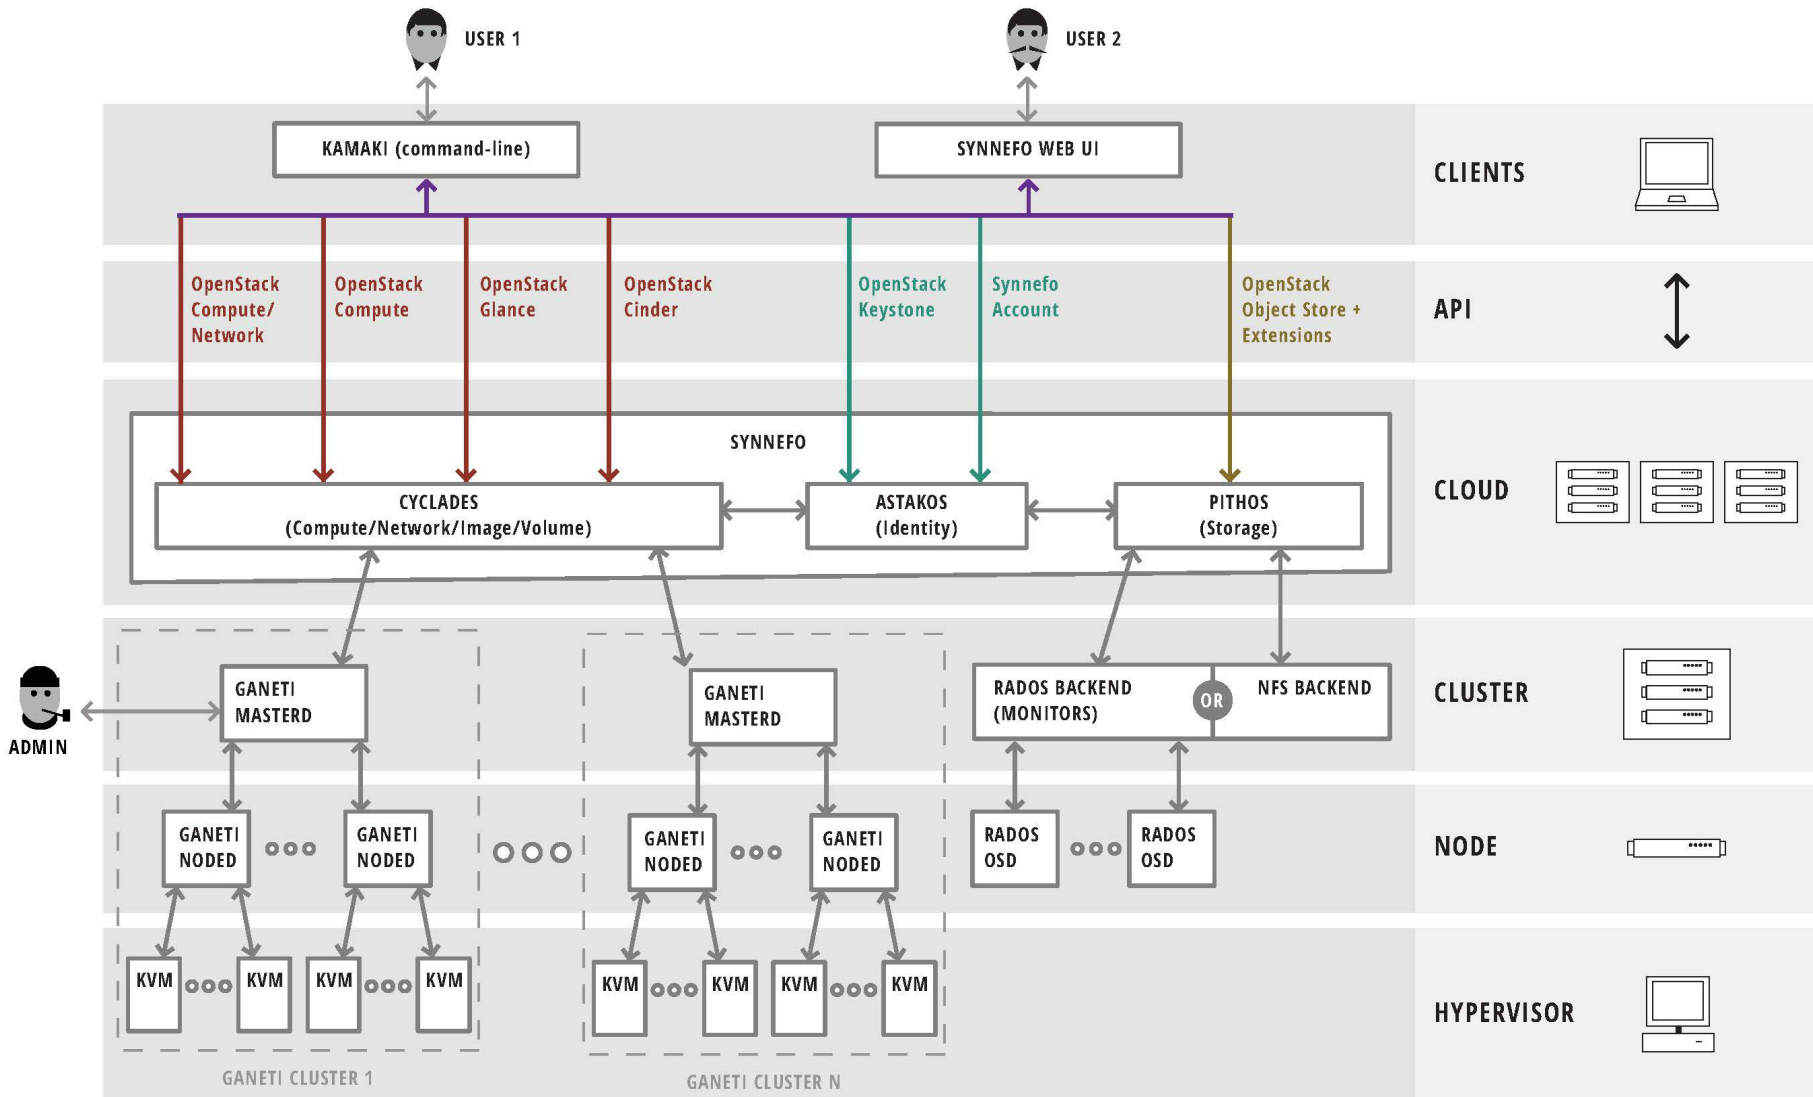 USER 1
USER 2
KAMAKI (command-line)
SYNNEFO WEB UI
CLIENTS
OpenStack
Compute/
Network
OpenStack
Compute
OpenStack
Glance
OpenStack
Cinder
OpenStack
Keystone
Synnefo
Account
OpenStack
Object Store +
Extensions
API
SYNNEFO
CYCLADES
(Compute/Network/Image/Volume)
ASTAKOS
(Identity)
PITHOS
(Storage)
CLOUD
ADMIN
GANETI
MASTERD
GANETI
MASTERD
RADOS BACKEND
(MONITORS)
OR
NFS BACKEND
CLUSTER
GANETI
NODED
GANETI
NODED
GANETI
NODED
GANETI
NODED
RADOS
OSD
RADOS
OSD
NODE
KVM
KVM
KVM
KVM
KVM
KVM
KVM
KVM
HYPERVISOR
GANETI CLUSTER 1
GANETI CLUSTER N